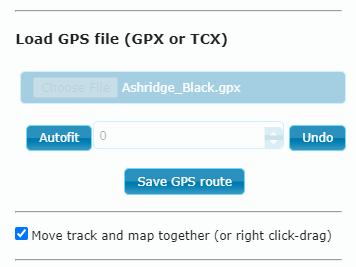 Load GPS file (GPX or TCX)
Choose File Ashridge_Black.gpx
Autofit 0 Undo
Save GPS route
Move track and map together (or right click-drag)